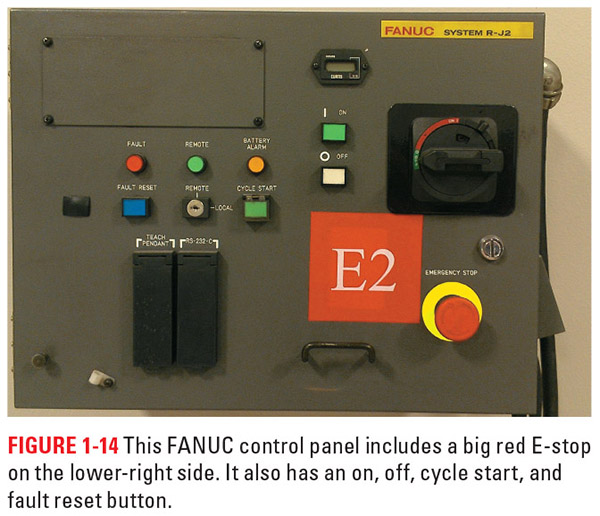 FANUC SYSTEM R-J2
CURTIS
ON
OFF
FAULT REMOTE BATTERY
ALARM
FAULT RESET REMOTE CYCLE START
LOCAL
TEACH
PENDANT RS-232-C
E2
EMERGENCY STOP
FIGURE 1-14 This FANUC control panel includes a big red E-stop
on the lower-right side. It also has an on, off, cycle start, and
fault reset button.